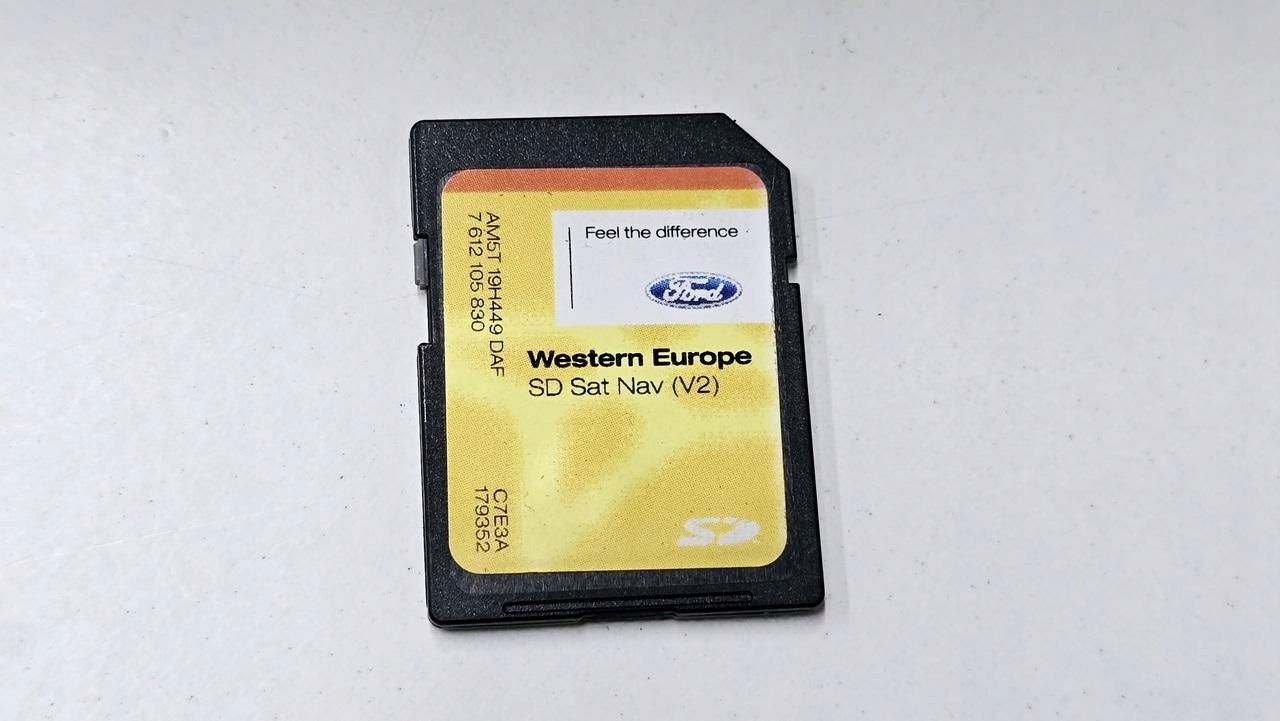 Feel the difference
Ford
Western Europe
SD Sat Nav (V2)
AM5T 19H449 DAF
7 612 105 830
C7E3A
179352
SD